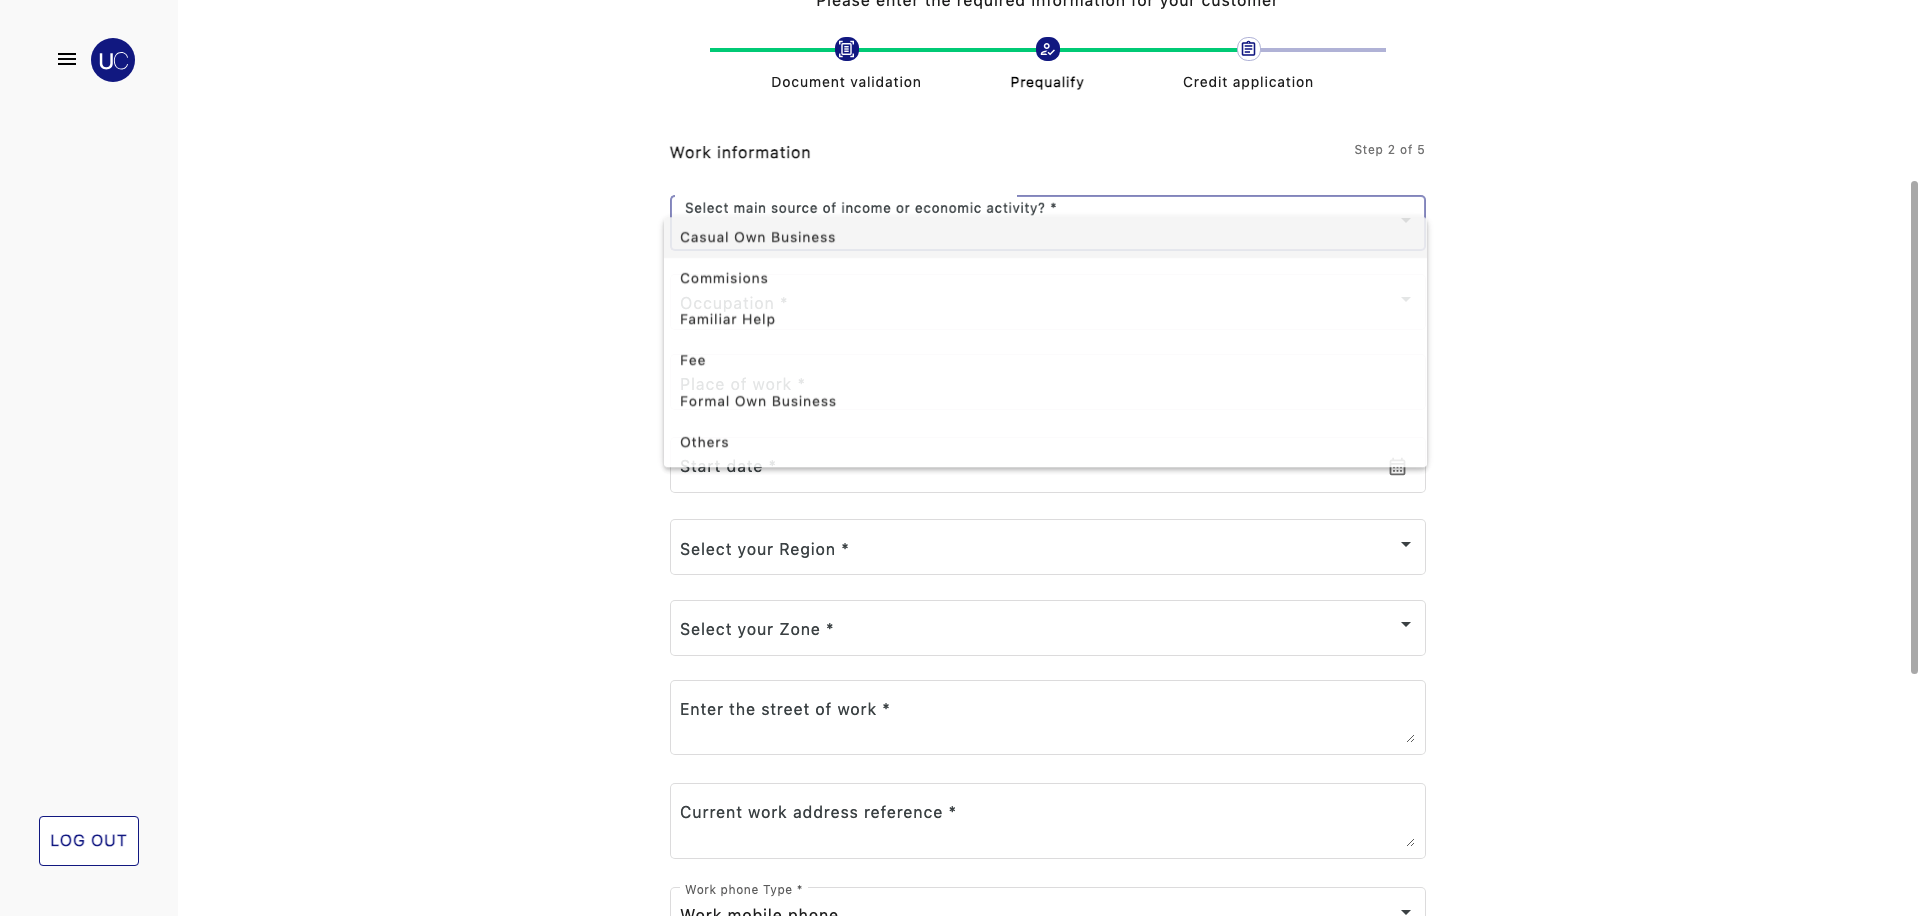 Please enter the required information for your customer
UC
Document validation
Prequalify
Credit application
Work information
Step 2 of 5
Select main source of income or economic activity? *
Casual Own Business
Commisions
Occupation *
Familiar Help
Fee
Place of work *
Formal Own Business
Others
Start date *
Select your Region *
Select your Zone *
Enter the street of work *
Current work address reference *
LOG OUT
Work phone Type *
Work mobile phone